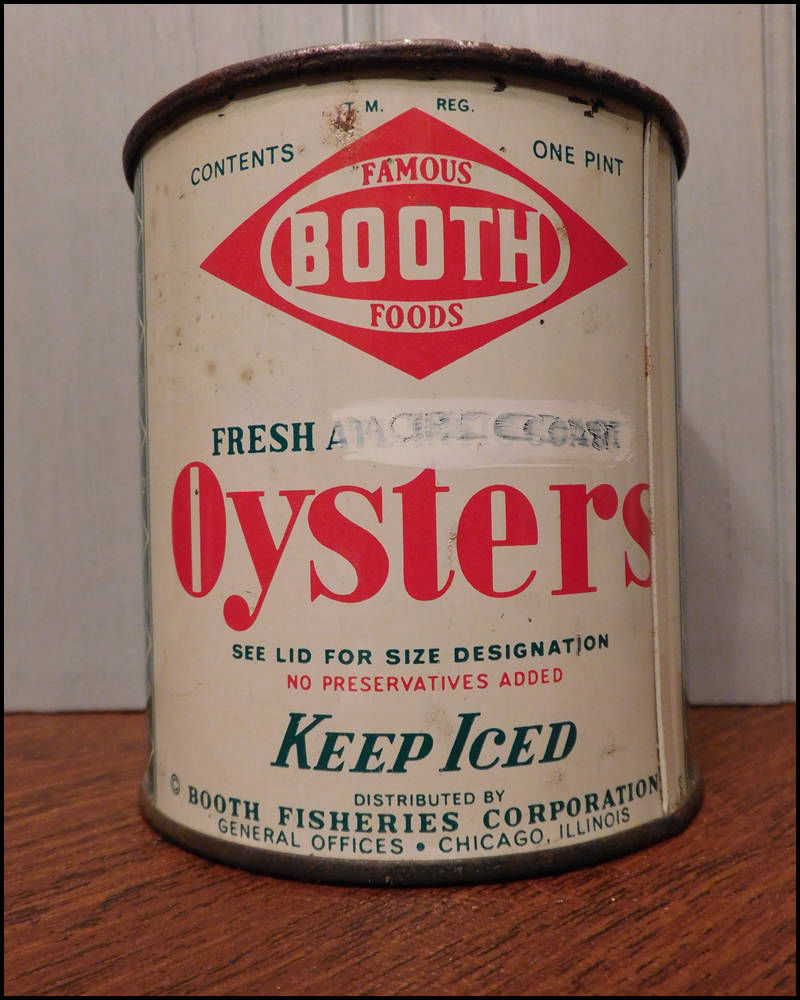 T.M. REG.
CONTENTS ONE PINT
FAMOUS
BOOTH
FOODS
FRESH
Oysters
SEE LID FOR SIZE DESIGNATION
NO PRESERVATIVES ADDED
KEEP ICED
DISTRIBUTED BY
© BOOTH FISHERIES CORPORATION
GENERAL OFFICES • CHICAGO, ILLINOIS